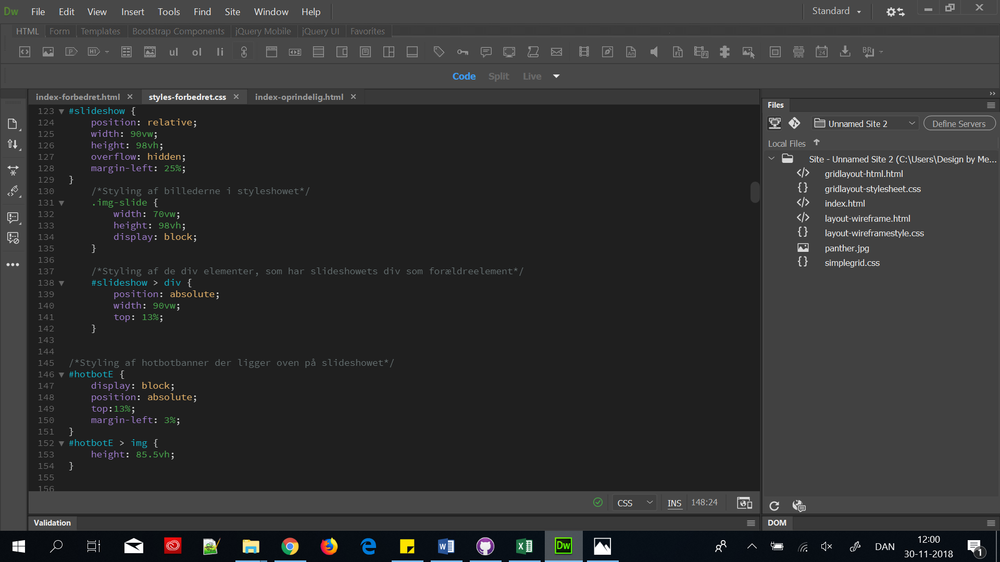 Dw File Edit View Insert Tools Find Site Window Help Standard
HTML Form Templates Bootstrap Components jQuery Mobile jQuery UI Favorites
ul ol li
Code Split Live
index-forbedret.html styles-forbedret.css index-oprindelig.html
123 #slideshow {
124 position: relative;
125 width: 90vw;
126 height: 98vh;
127 overflow: hidden;
128 margin-left: 25%;
129 }
130 /*Styling af billederne i styleshowet*/
131 .img-slide {
132 width: 70vw;
133 height: 98vh;
134 display: block;
135 }
136
137 /*Styling af de div elementer, som har slideshowets div som forældreelement*/
138 #slideshow > div {
139 position: absolute;
140 width: 90vw;
141 top: 13%;
142 }
143
144
145 /*Styling af hotbotbanner der ligger oven på slideshowet*/
146 #hotbotE {
147 display: block;
148 position: absolute;
149 top:13%;
150 margin-left: 3%;
151 }
152 #hotbotE > img {
153 height: 85.5vh;
154 }
155
156
CSS INS 148:24
Validation
Files
Unnamed Site 2 Define Servers
Local Files
Site - Unnamed Site 2 (C:\Users\Design by Me...
gridlayout-html.html
gridlayout-stylesheet.css
index.html
layout-wireframe.html
layout-wireframestyle.css
panther.jpg
simplegrid.css
DOM
Dw
DAN
12:00
30-11-2018
1